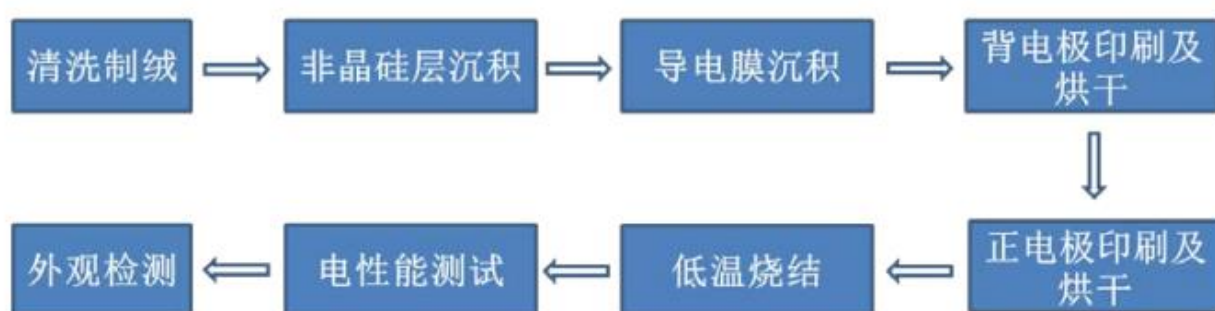 清洗制绒
非晶硅层沉积
导电膜沉积
背电极印刷及
烘干
正电极印刷及
烘干
低温烧结
电性能测试
外观检测